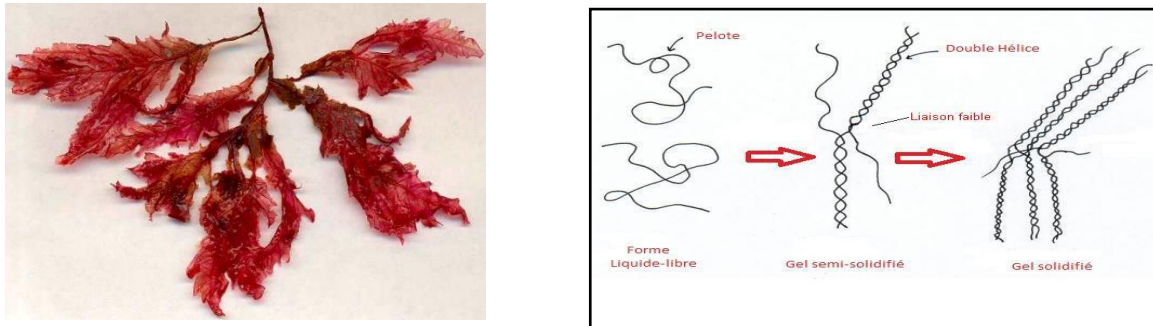 Pelote
Double Hélice
Liaison faible
Forme
Liquide-libre
Gel semi-solidifié
Gel solidifié